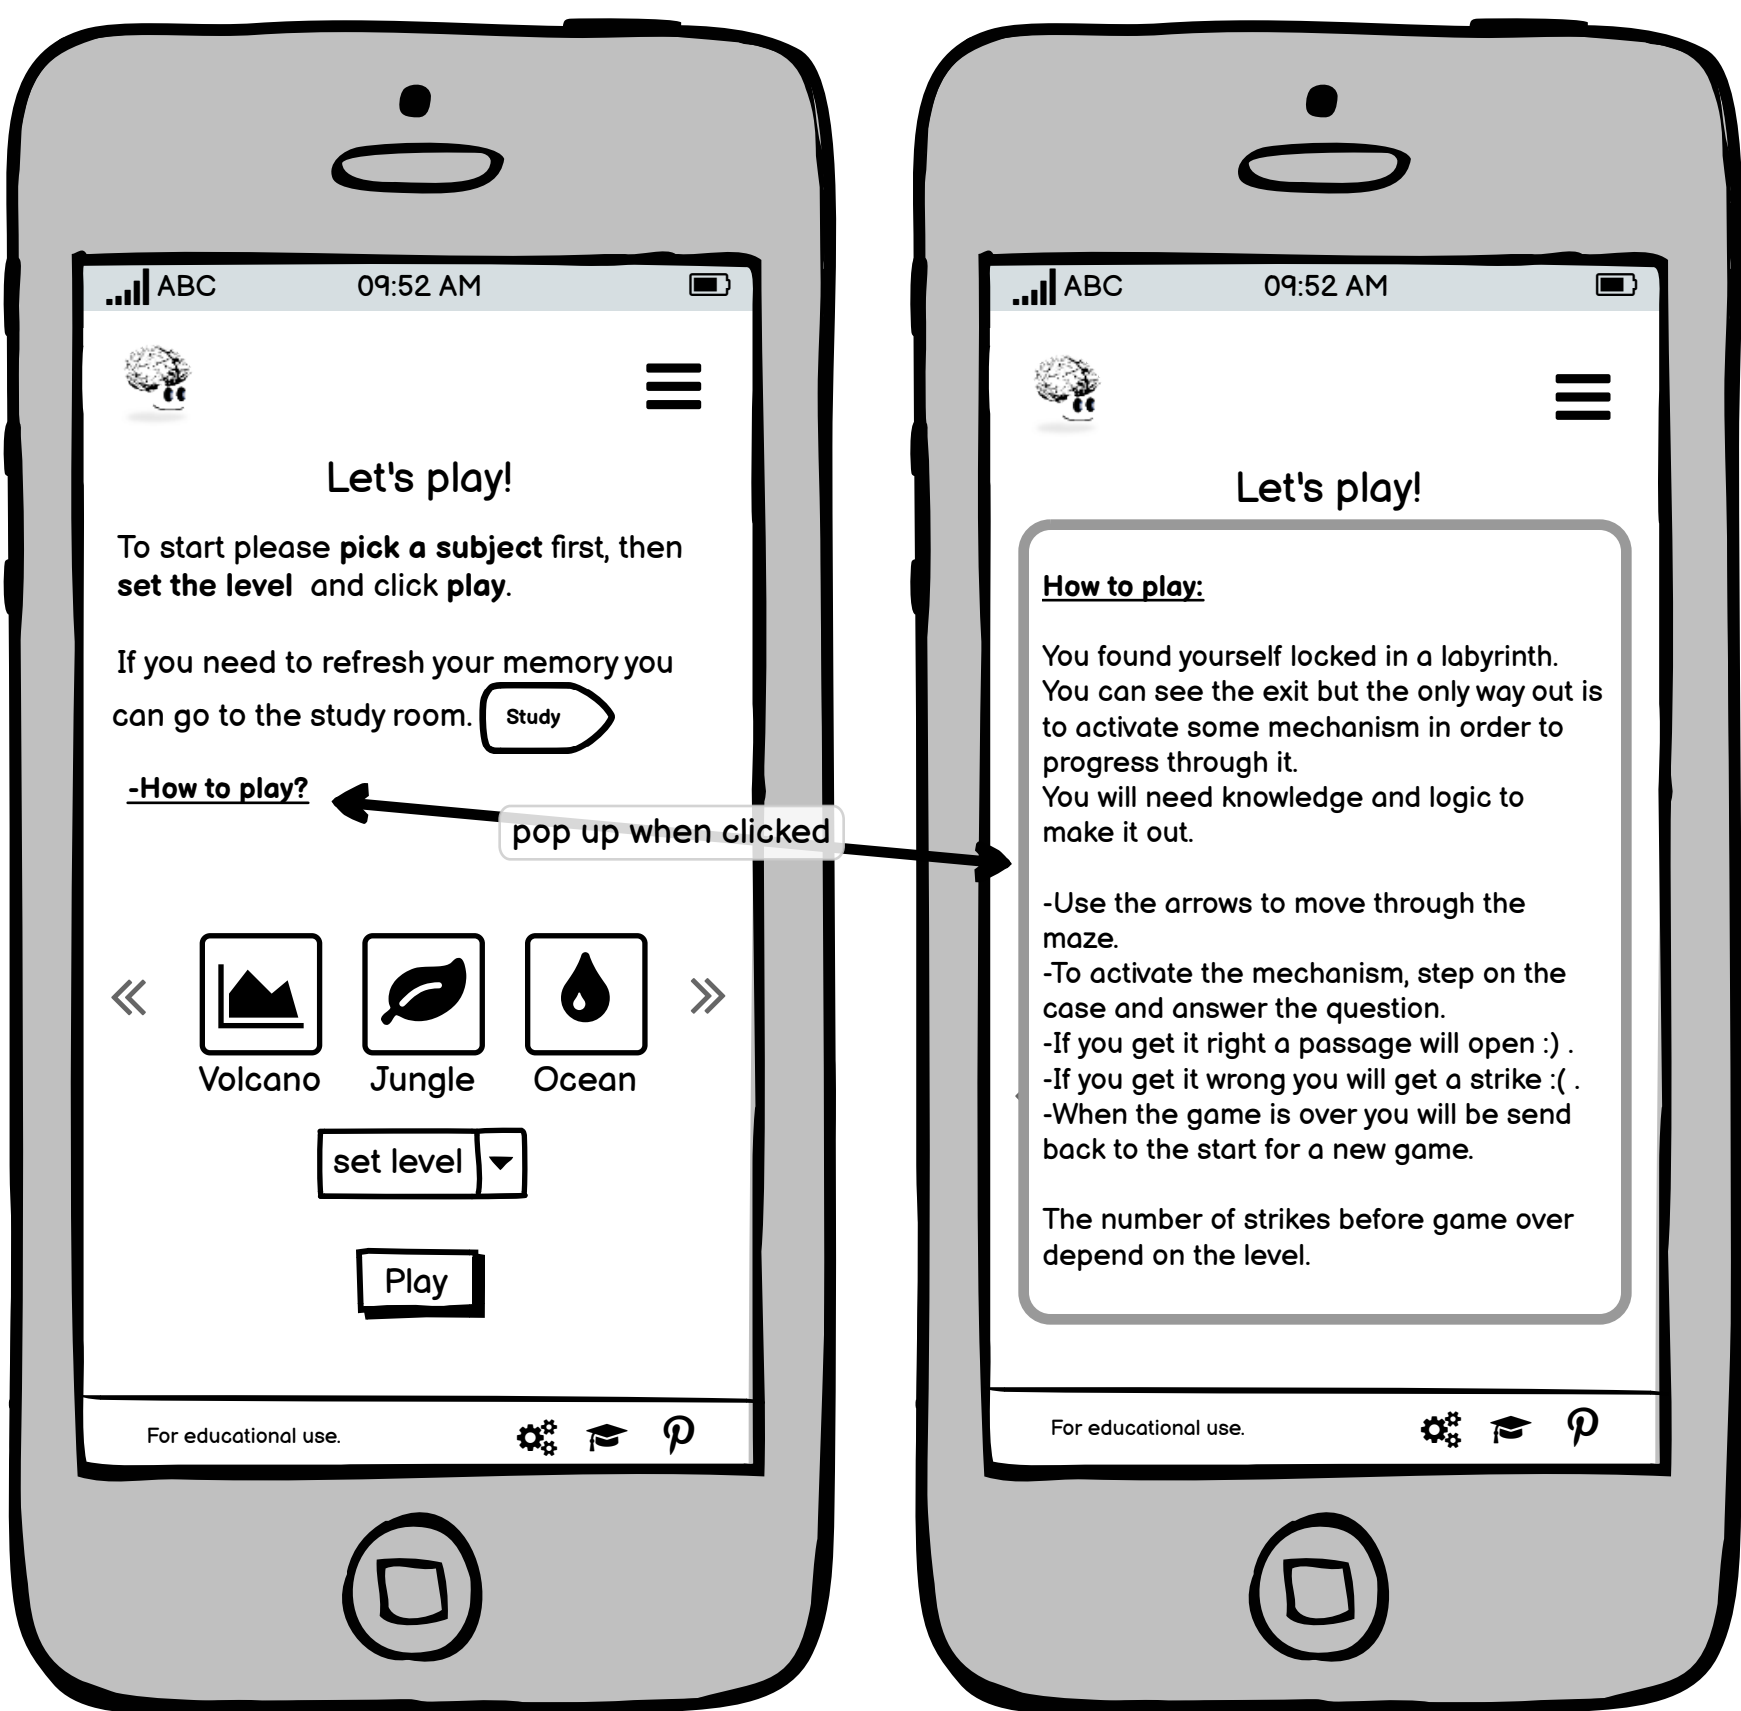 ABC 09:52 AM
Let's play!
To start please pick a subject first, then
set the level and click play.
If you need to refresh your memory you
can go to the study room. Study
-How to play?
pop up when clicked
Volcano Jungle Ocean
set level
Play
For educational use.
ABC 09:52 AM
Let's play!
How to play:
You found yourself locked in a labyrinth.
You can see the exit but the only way out is
to activate some mechanism in order to
progress through it.
You will need knowledge and logic to
make it out.
-Use the arrows to move through the
maze.
-To activate the mechanism, step on the
case and answer the question.
-If you get it right a passage will open :) .
-If you get it wrong you will get a strike :( .
-When the game is over you will be send
back to the start for a new game.
The number of strikes before game over
depend on the level.
For educational use.